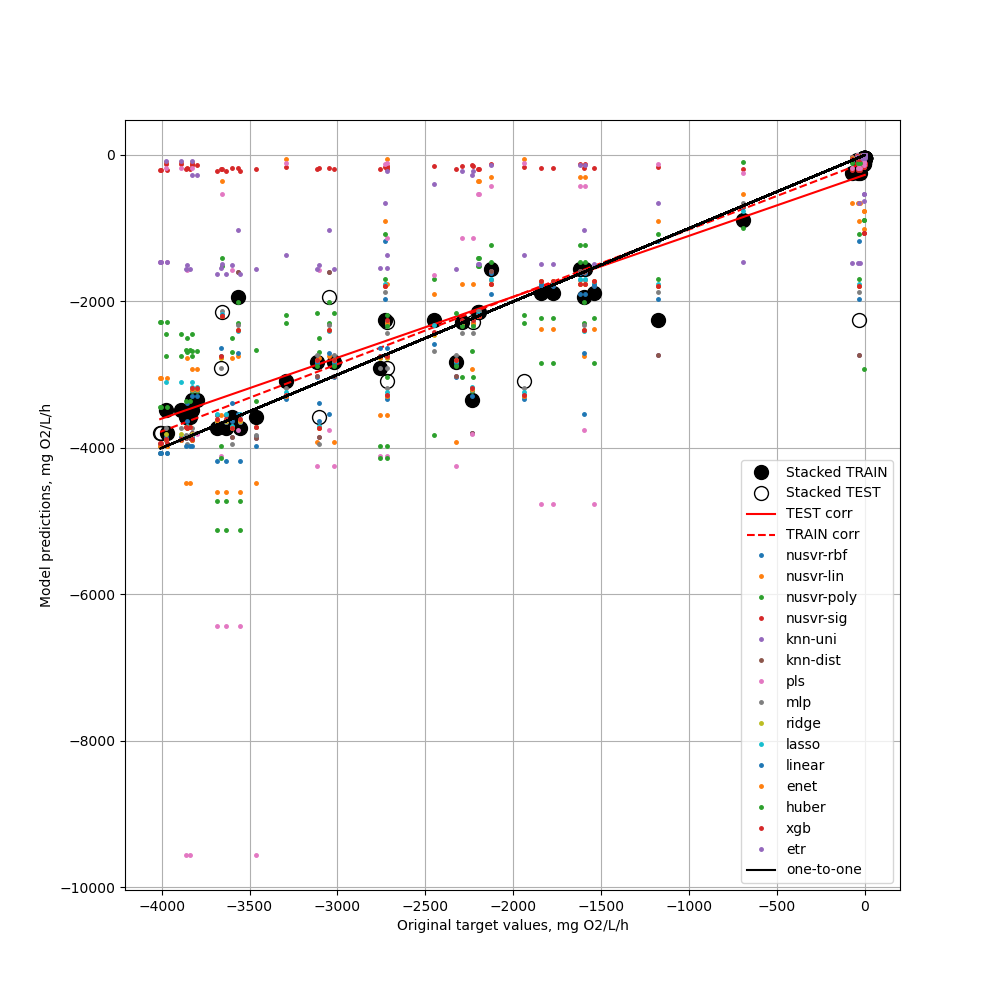 0
−2000
−4000
−6000
−8000
−10000
Model predictions, mg O2/L/h
−4000 −3500 −3000 −2500 −2000 −1500 −1000 −500 0
Original target values, mg O2/L/h
Stacked TRAIN
Stacked TEST
TEST corr
TRAIN corr
nusvr-rbf
nusvr-lin
nusvr-poly
nusvr-sig
knn-uni
knn-dist
pls
mlp
ridge
lasso
linear
enet
huber
xgb
etr
one-to-one